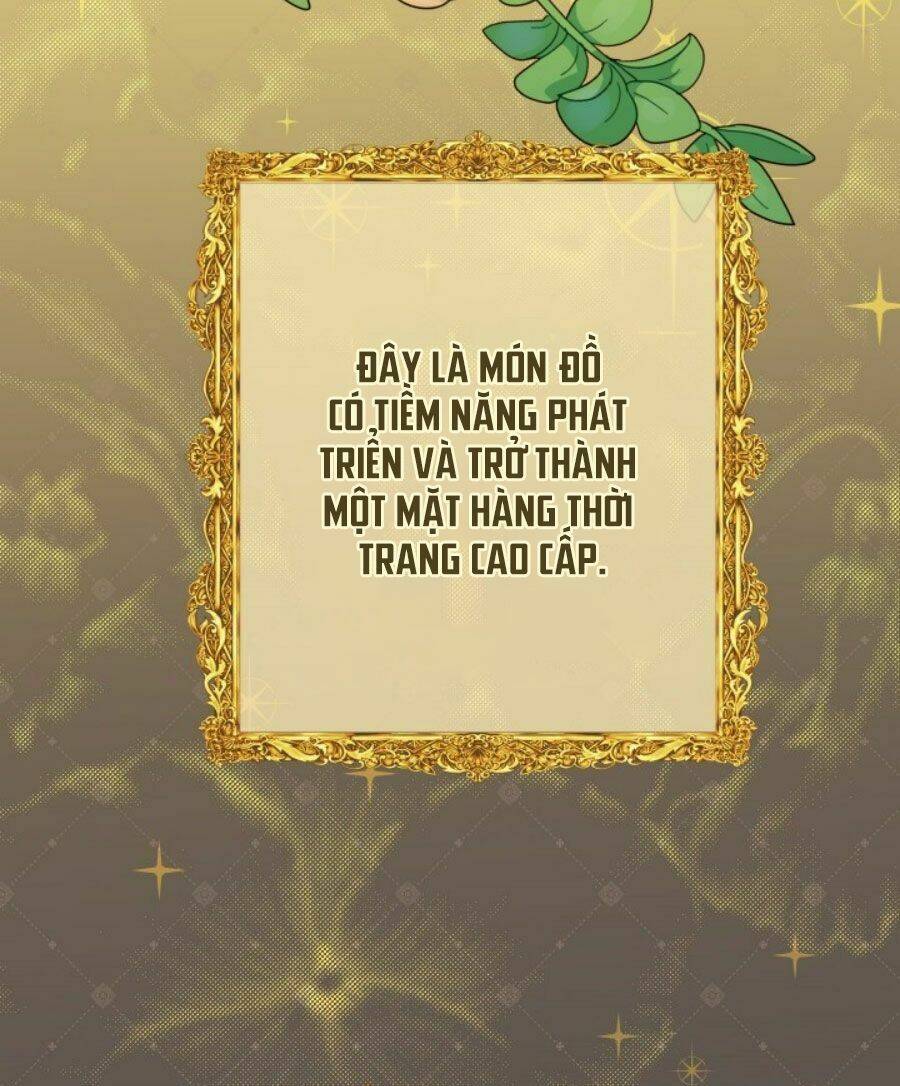 ĐÂY LÀ MÓN ĐỒ
CÓ TIỀM NĂNG PHÁT
TRIỂN VÀ TRỞ THÀNH
MỘT MẶT HÀNG THỜI
TRANG CAO CẤP.